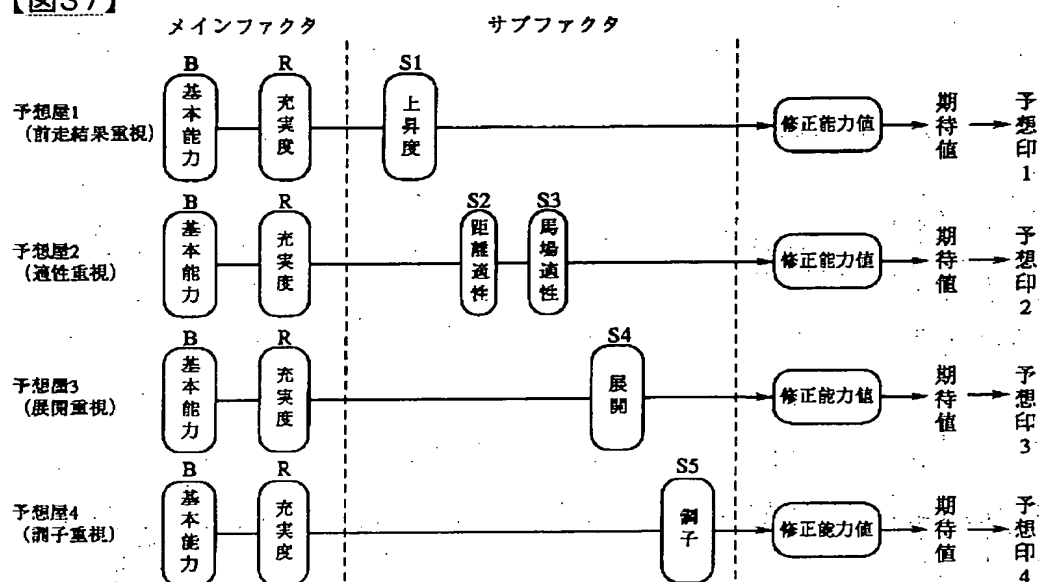 【図37】
メインファクタ
サブファクタ
予想屋1
(前走結果重視)
B
基本能力
R
充実度
S1
上昇度
修正能力値
期待値
予想印1
予想屋2
(適性重視)
B
基本能力
R
充実度
S2
距離適性
S3
馬場適性
修正能力値
期待値
予想印2
予想屋3
(展開重視)
B
基本能力
R
充実度
S4
展開
修正能力値
期待値
予想印3
予想屋4
(調子重視)
B
基本能力
R
充実度
S5
調子
修正能力値
期待値
予想印4